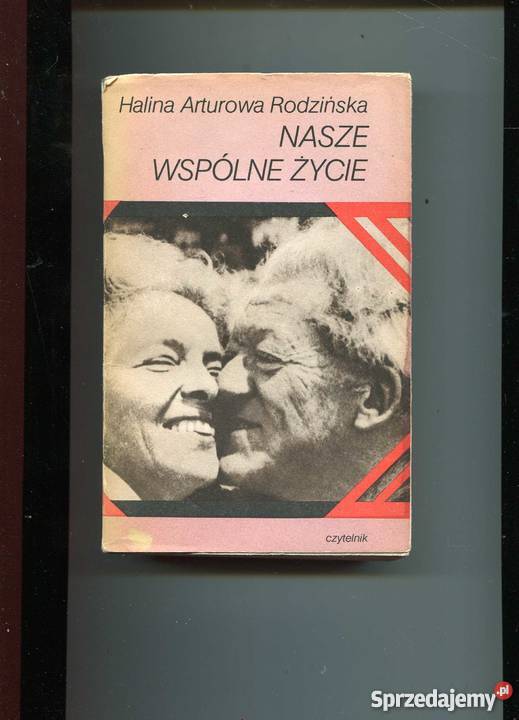 Halina Arturowa Rodzińska
NASZE
WSPÓLNE ŻYCIE
czytelnik
Sprzedajemy.pl